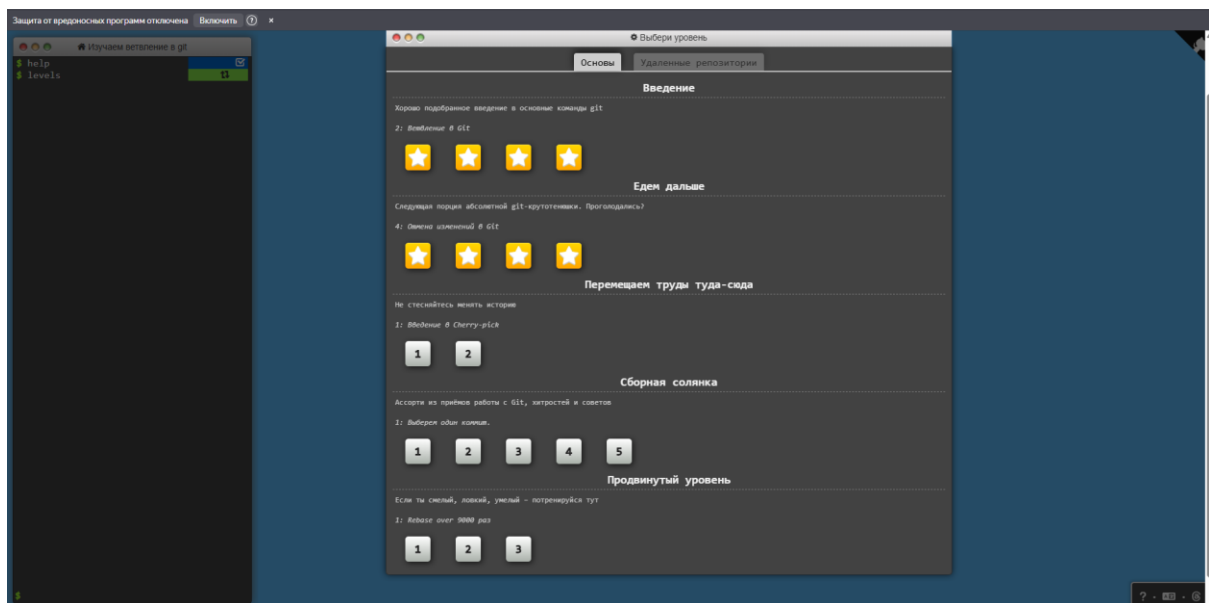 Защита от вредоносных программ отключена Включить ? ×
Изучаем ветвление в git
$ help
$ levels
$
Выбери уровень
Основы Удаленные репозитории
Введение
Хорошо подобранное введение в основные команды git
2: Ветвление в Git
Едем дальше
Следующая порция абсолютной git-крутотенюшки. Проголодались?
4: Отмена изменений в Git
Перемещаем труды туда-сюда
Не стесняйтесь менять историю
1: Введение в Cherry-pick
1 2
Сборная солянка
Ассорти из приёмов работы с Git, хитростей и советов
1: Выберем один коммит.
1 2 3 4 5
Продвинутый уровень
Если ты смелый, ловкий, умелый – потренируйся тут
1: Rebase over 9000 раз
1 2 3
?